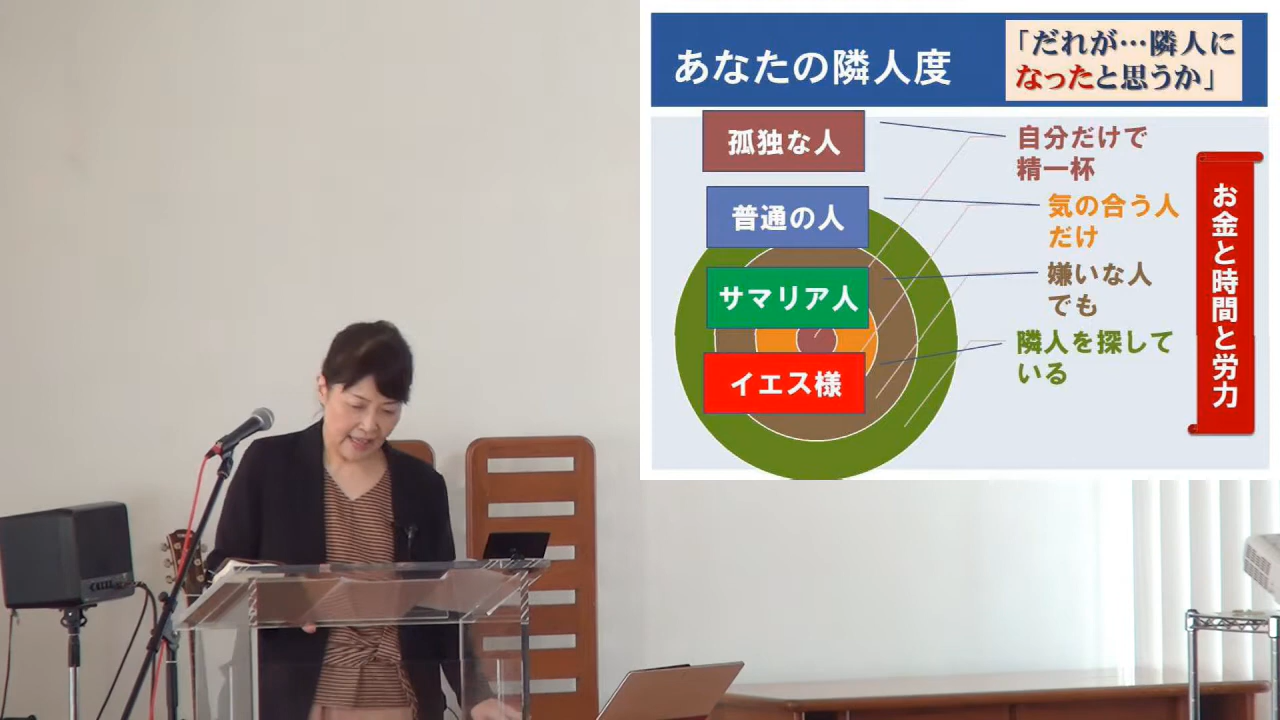 あなたの隣人度
「だれが…隣人に
なったと思うか」
孤独な人
普通の人
サマリア人
イエス様
自分だけで
精一杯
気の合う人
だけ
嫌いな人
でも
隣人を探して
いる
お金と時間と労力